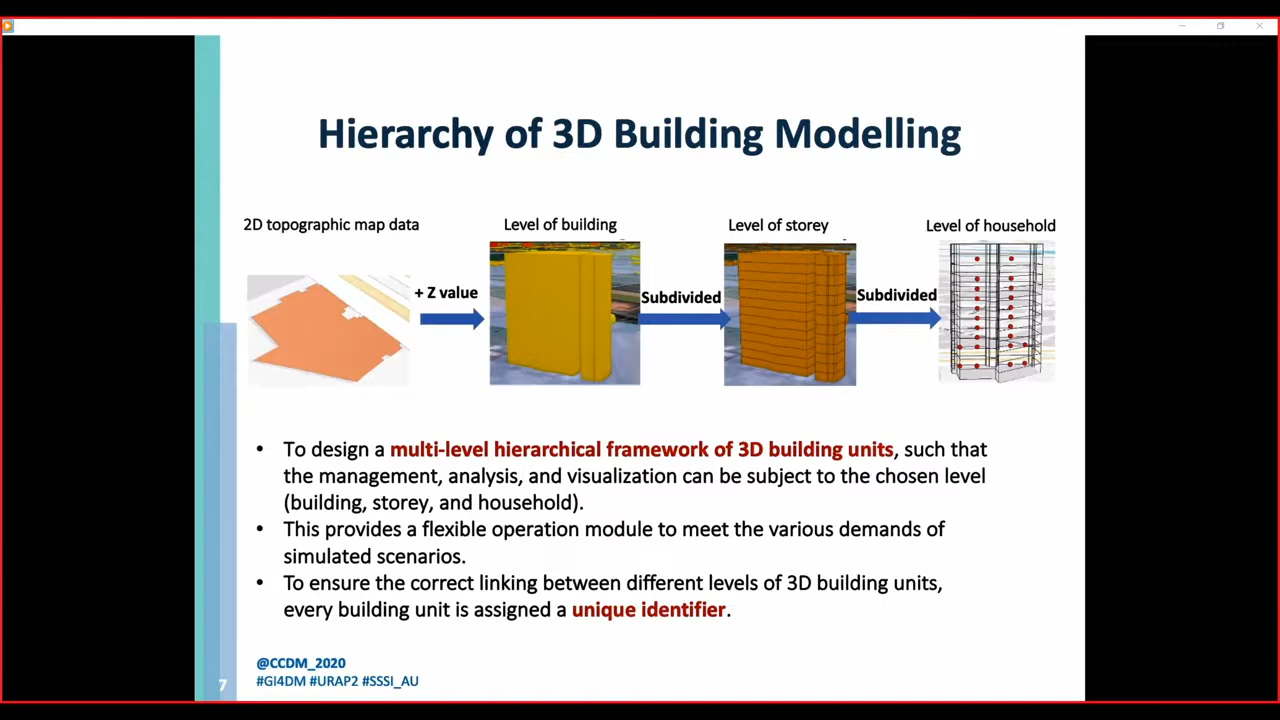 Hierarchy of 3D Building Modelling
2D topographic map data
Level of building
Level of storey
Level of household
+ Z value
Subdivided
Subdivided
• To design a multi-level hierarchical framework of 3D building units, such that
the management, analysis, and visualization can be subject to the chosen level
(building, storey, and household).
• This provides a flexible operation module to meet the various demands of
simulated scenarios.
• To ensure the correct linking between different levels of 3D building units,
every building unit is assigned a unique identifier.
@CCDM_2020
7
#GI4DM #URAP2 #SSSI_AU